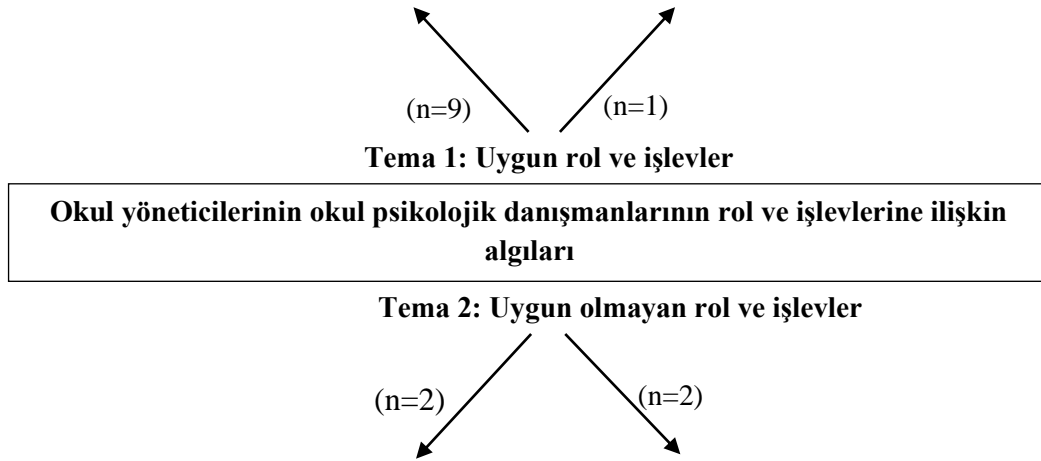 (n=9) (n=1)
Tema 1: Uygun rol ve işlevler
Okul yöneticilerinin okul psikolojik danışmanlarının rol ve işlevlerine ilişkin
algıları
Tema 2: Uygun olmayan rol ve işlevler
(n=2) (n=2)